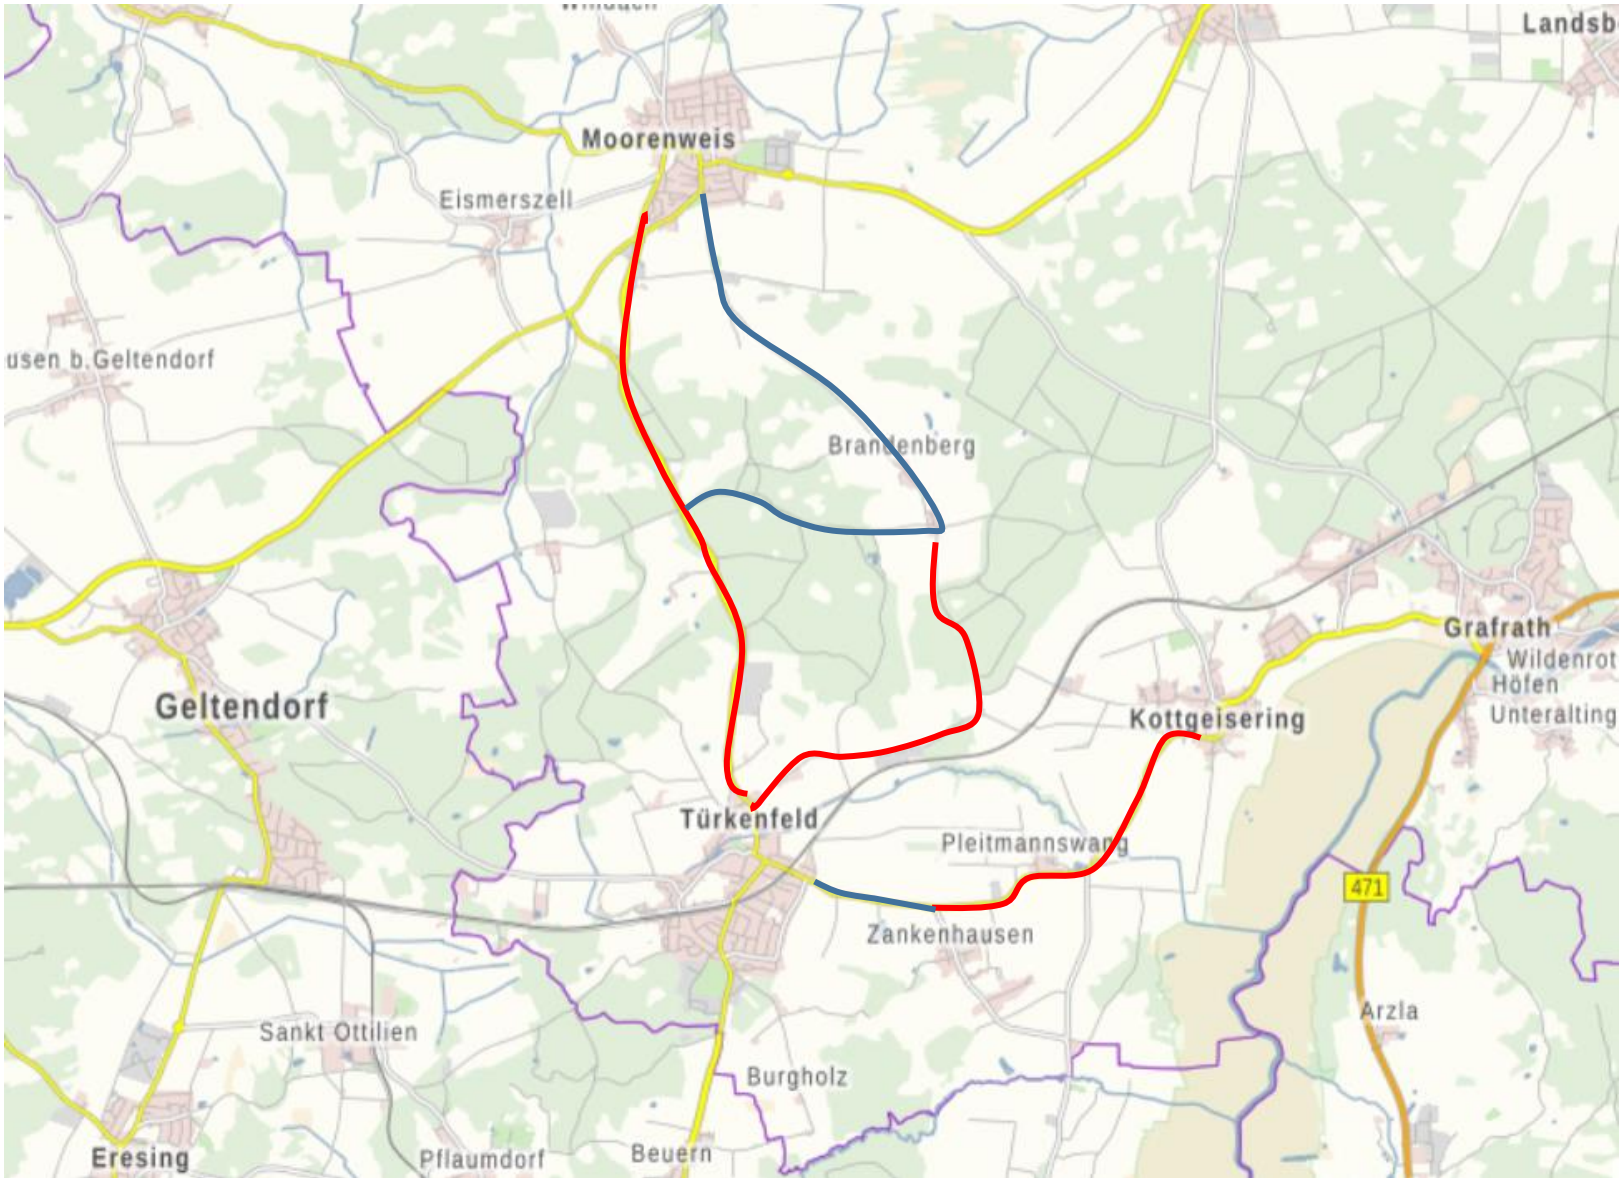 Landsb
Moorenweis
Eismerszell
usen b.Geltendorf
Brandenberg
Grafrath
Wildenrot
Höfen
Unteralting
Geltendorf
Kottgeisering
Türkenfeld
Pleitmannswang
471
Zankenhausen
Arzla
Sankt Ottilien
Burgholz
Eresing
Pflaumdorf
Beuern